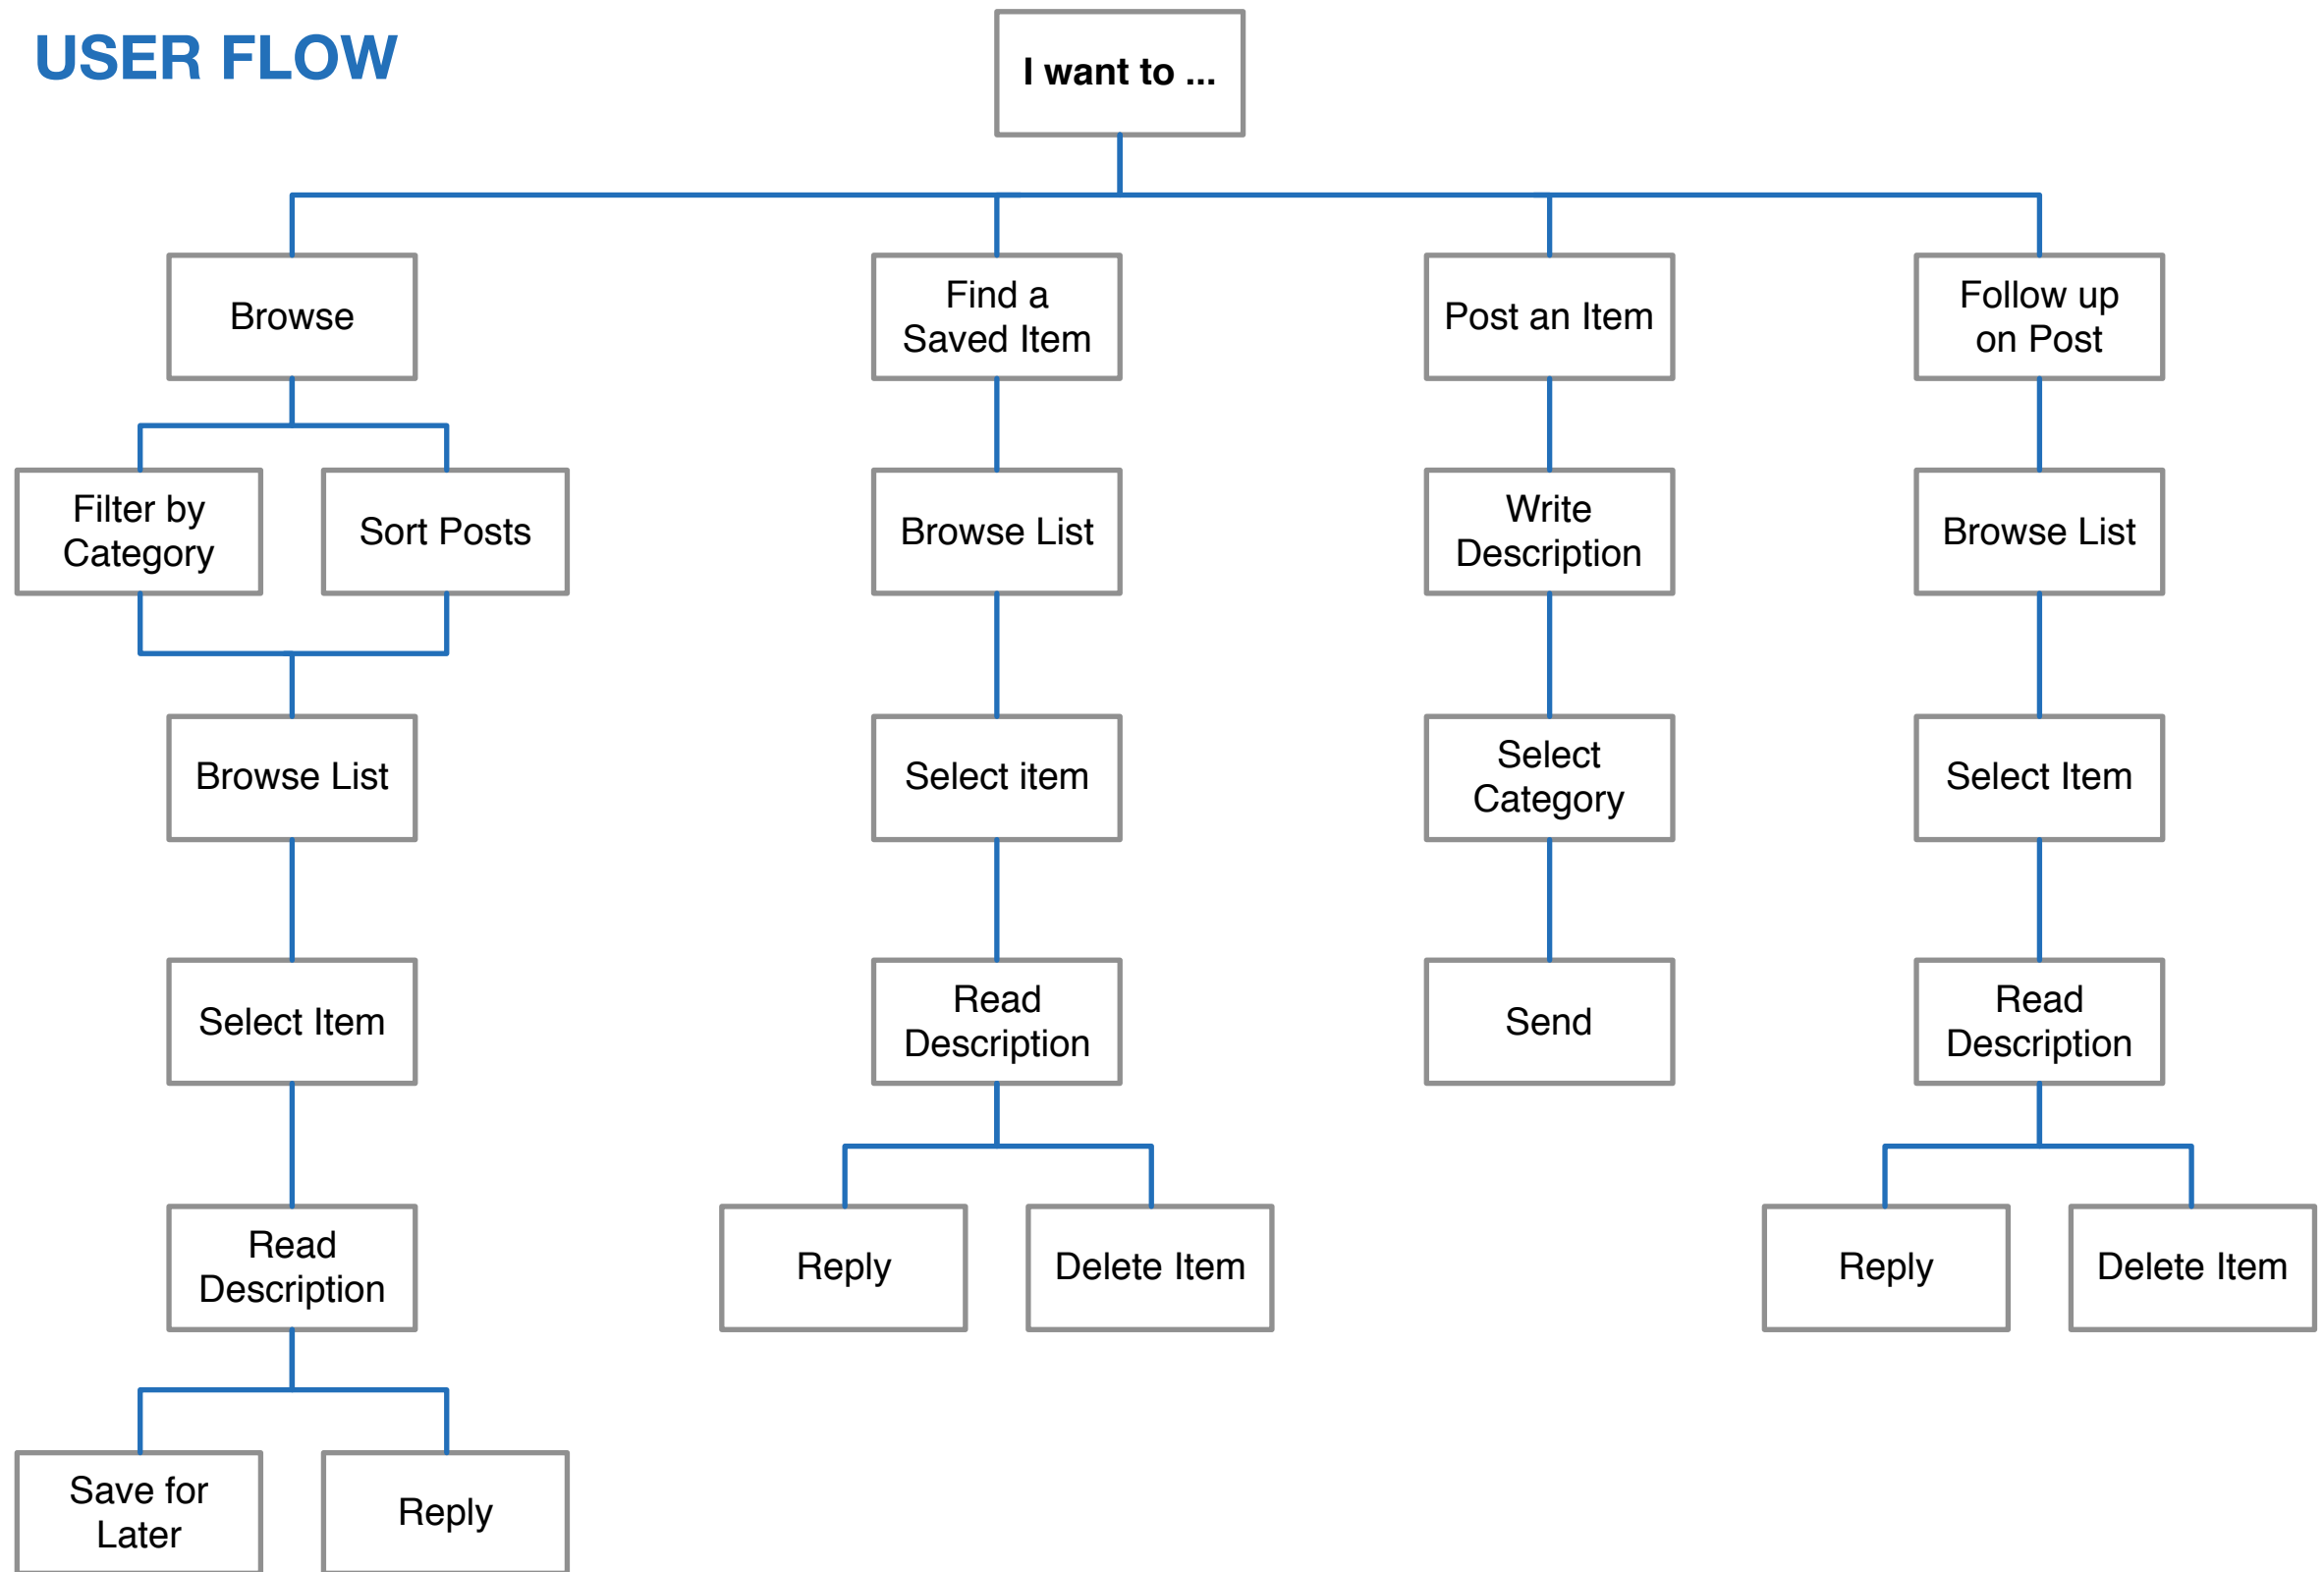 USER FLOW
I want to ...
Browse
Find a
Saved Item
Post an Item
Follow up
on Post
Filter by
Category
Sort Posts
Browse List
Write
Description
Browse List
Browse List
Select item
Select
Category
Select Item
Select Item
Read
Description
Send
Read
Description
Read
Description
Reply
Delete Item
Reply
Delete Item
Save for
Later
Reply